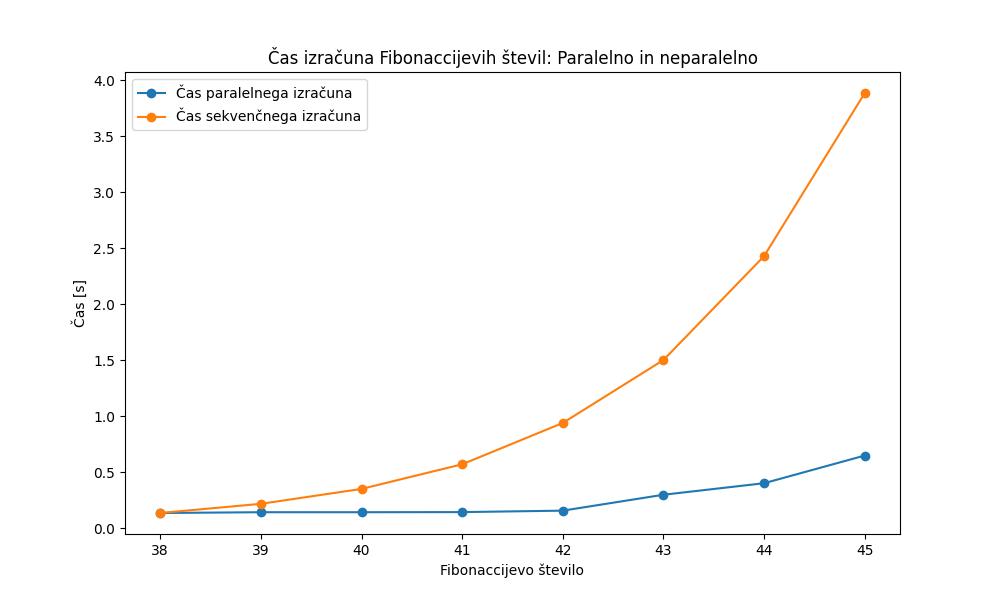 Čas izračuna Fibonaccijevih števil: Paralelno in neparalelno
Čas paralelnega izračuna
Čas sekvenčnega izračuna
4.0
3.5
3.0
2.5
2.0
1.5
1.0
0.5
0.0
Čas [s]
38 39 40 41 42 43 44 45
Fibonaccijevo število